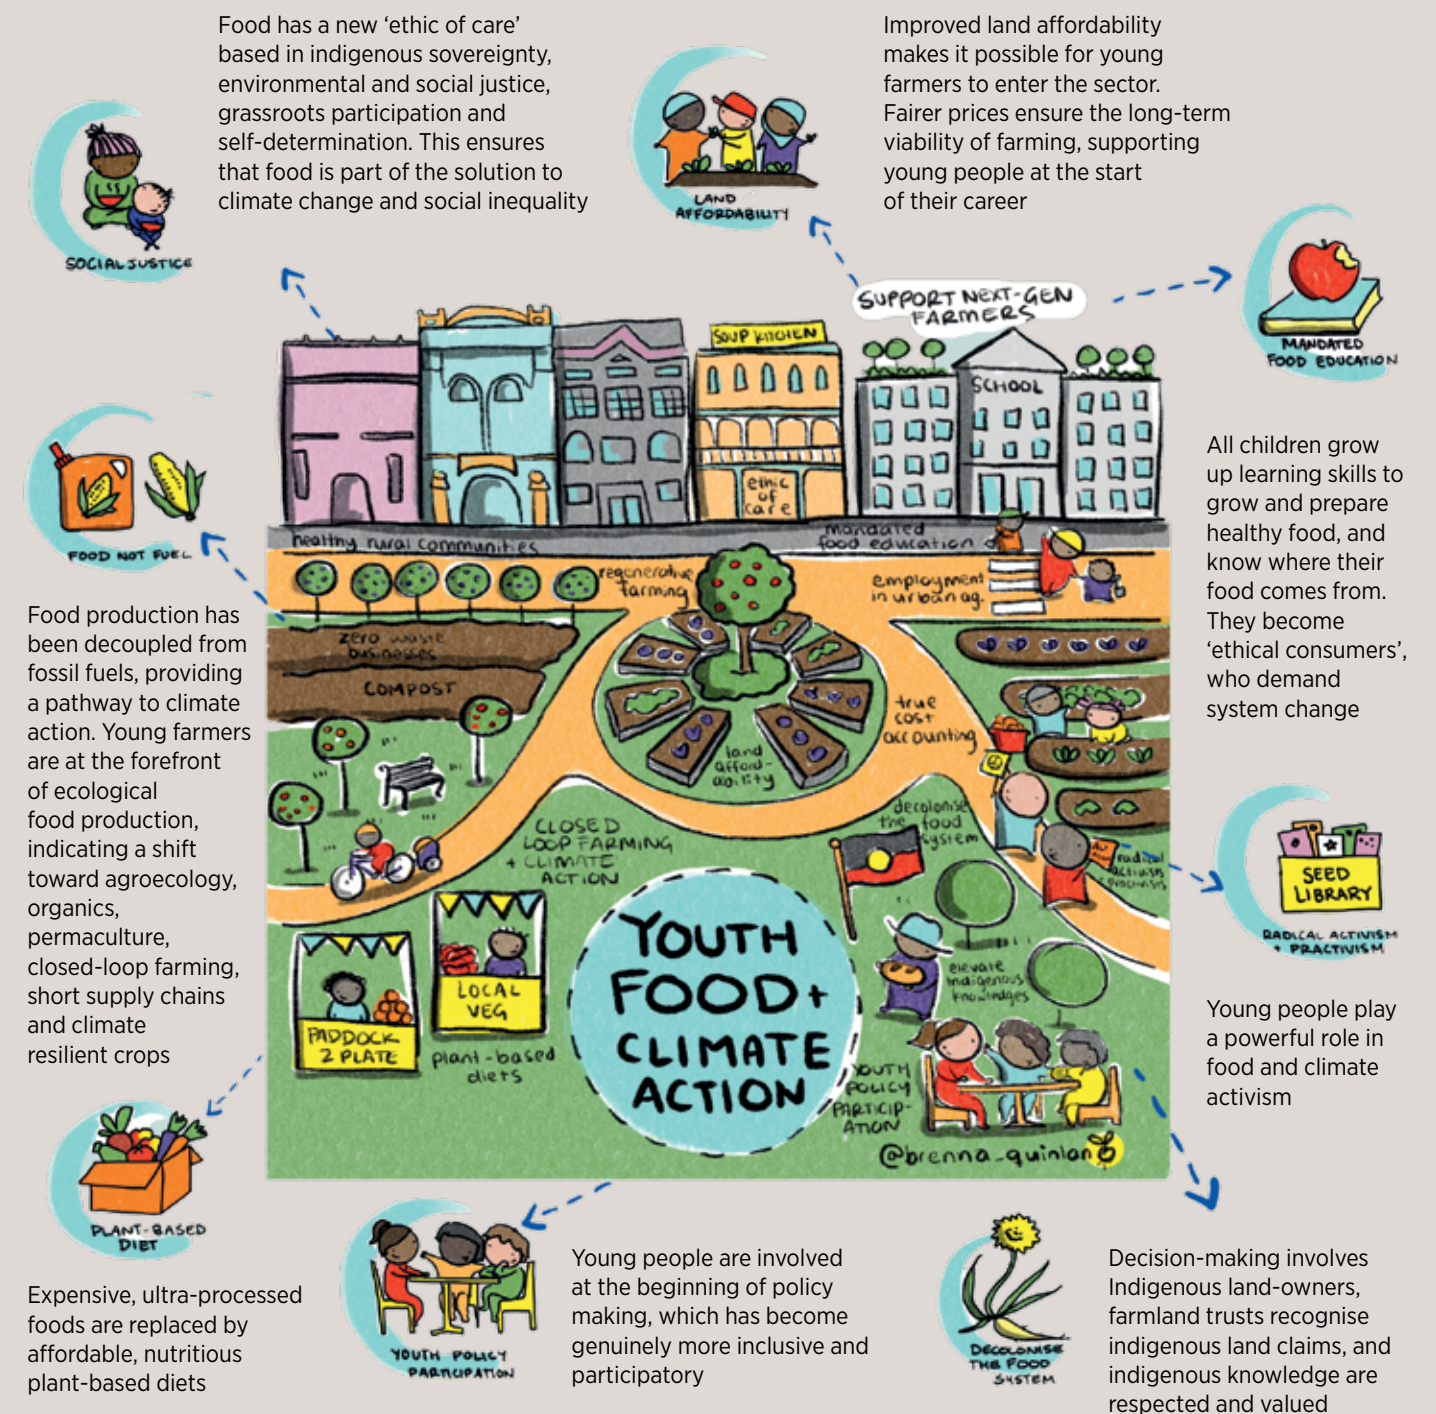 Food has a new ‘ethic of care’
based in indigenous sovereignty,
environmental and social justice,
grassroots participation and
self-determination. This ensures
that food is part of the solution to
climate change and social inequality
SOCIAL JUSTICE
Improved land affordability
makes it possible for young
farmers to enter the sector.
Fairer prices ensure the long-term
viability of farming, supporting
young people at the start
of their career
LAND
AFFORDABILITY
MANDATED
FOOD EDUCATION
All children grow
up learning skills to
grow and prepare
healthy food, and
know where their
food comes from.
They become
‘ethical consumers’,
who demand
system change
FOOD NOT FUEL
Food production has
been decoupled from
fossil fuels, providing
a pathway to climate
action. Young farmers
are at the forefront
of ecological
food production,
indicating a shift
toward agroecology,
organics,
permaculture,
closed-loop farming,
short supply chains
and climate
resilient crops
SUPPORT NEXT-GEN
FARMERS
SOUP KITCHEN
SCHOOL
ethic
of
care
healthy rural communities
mandated
food education
regenerative
farming
employment
in urban ag.
zero waste
businesses
COMPOST
true
cost
accounting
land
afford-
ability
CLOSED
LOOP FARMING
+ CLIMATE
ACTION
decolonise
the food
system
radical
activism
LOCAL
VEG
PADDOCK
2 PLATE
plant-based
diets
YOUTH
FOOD +
CLIMATE
ACTION
elevate
indigenous
knowledges
YOUTH
POLICY
PARTICIP-
ATION
@brenna_quinlan
SEED
LIBRARY
RADICAL ACTIVISM
+ PRACTIVISM
Young people play
a powerful role in
food and climate
activism
PLANT-BASED
DIET
Expensive, ultra-processed
foods are replaced by
affordable, nutritious
plant-based diets
YOUTH POLICY
PARTICIPATION
Young people are involved
at the beginning of policy
making, which has become
genuinely more inclusive and
participatory
DECOLONISE
THE FOOD
SYSTEM
Decision-making involves
Indigenous land-owners,
farmland trusts recognise
indigenous land claims, and
indigenous knowledge are
respected and valued